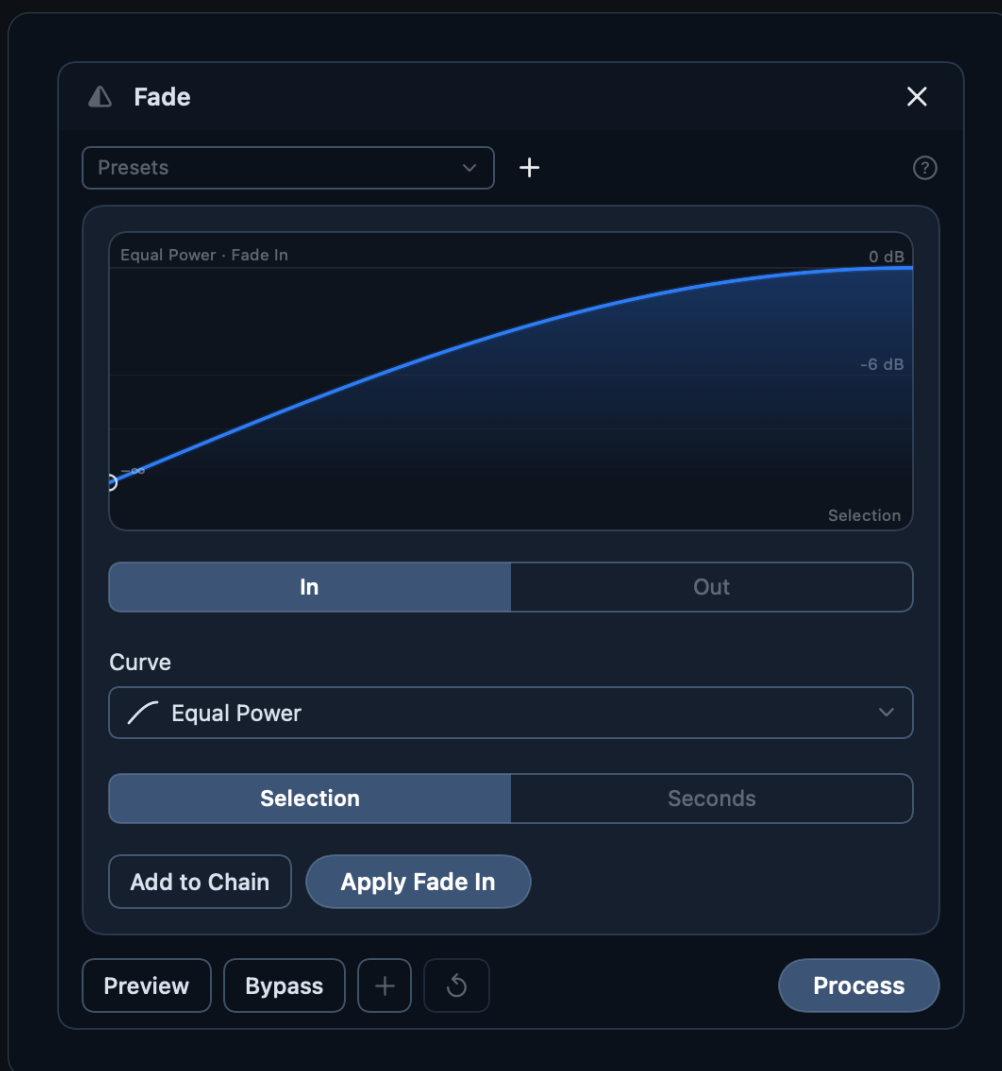 Fade
Presets
?
Equal Power · Fade In
0 dB
-6 dB
−∞
Selection
In
Out
Curve
Equal Power
Selection
Seconds
Add to Chain
Apply Fade In
Preview
Bypass
Process